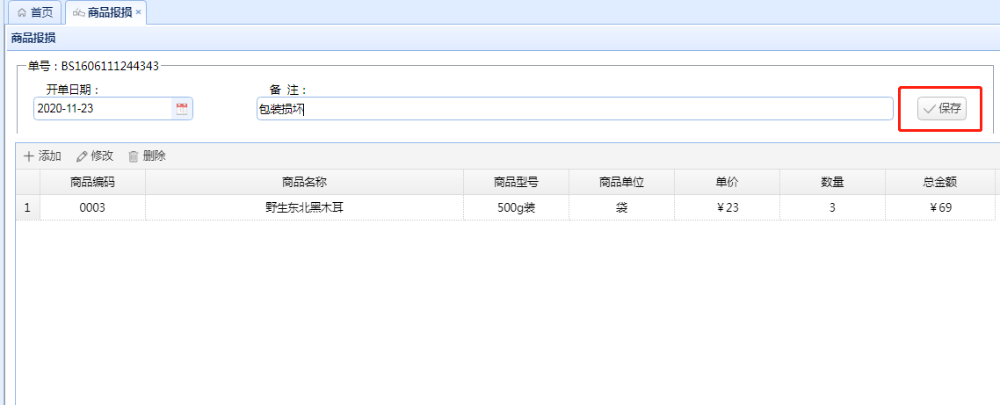 首页 商品报损
商品报损
单号：BS1606111244343
开单日期： 备 注：
2020-11-23 包装损坏 保存
添加 修改 删除
商品编码 商品名称 商品型号 商品单位 单价 数量 总金额
1 0003 野生东北黑木耳 500g装 袋 ¥23 3 ¥69